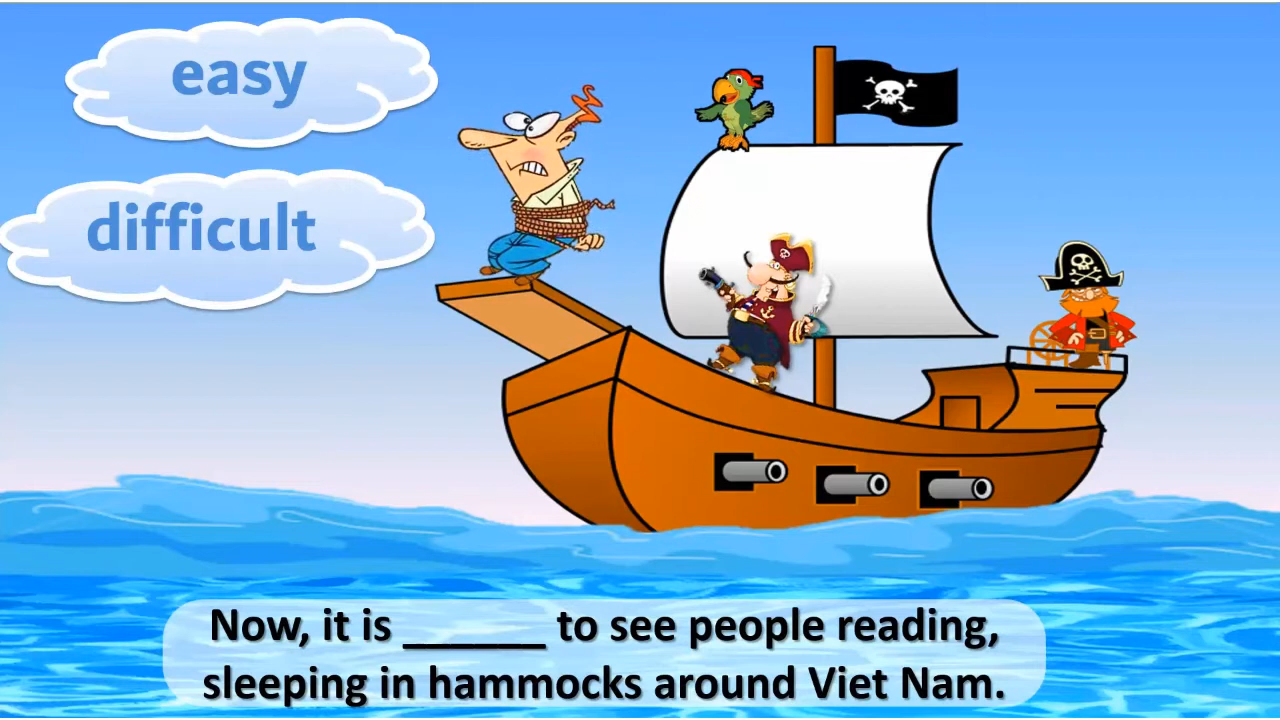 easy
difficult
Now, it is ______ to see people reading,
sleeping in hammocks around Viet Nam.